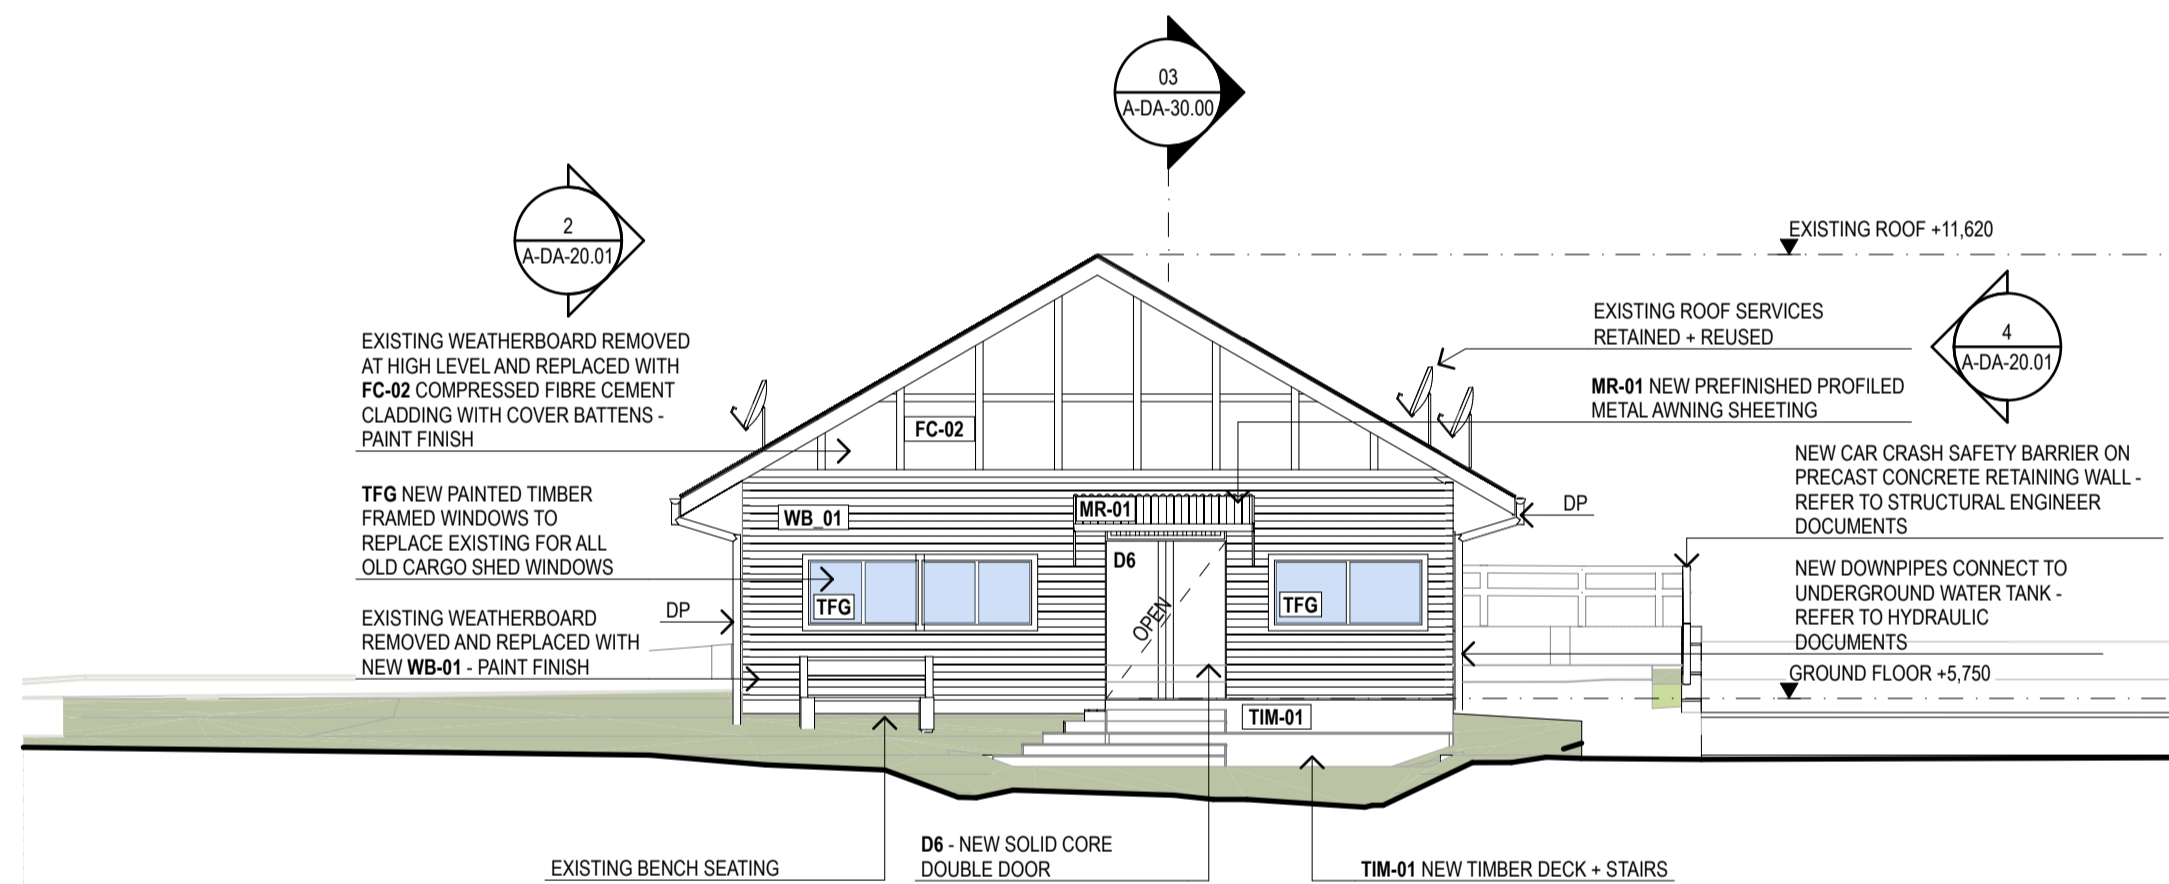 03
A-DA-30.00
2
A-DA-20.01
EXISTING ROOF +11,620
4
A-DA-20.01
EXISTING WEATHERBOARD REMOVED
AT HIGH LEVEL AND REPLACED WITH
FC-02 COMPRESSED FIBRE CEMENT
CLADDING WITH COVER BATTENS -
PAINT FINISH
TFG NEW PAINTED TIMBER
FRAMED WINDOWS TO
REPLACE EXISTING FOR ALL
OLD CARGO SHED WINDOWS
EXISTING WEATHERBOARD
REMOVED AND REPLACED WITH
NEW WB-01 - PAINT FINISH
DP
FC-02
WB_01
MR-01
D6
TFG
OPEN
TFG
TIM-01
EXISTING ROOF SERVICES
RETAINED + REUSED
MR-01 NEW PREFINISHED PROFILED
METAL AWNING SHEETING
DP
NEW CAR CRASH SAFETY BARRIER ON
PRECAST CONCRETE RETAINING WALL -
REFER TO STRUCTURAL ENGINEER
DOCUMENTS
NEW DOWNPIPES CONNECT TO
UNDERGROUND WATER TANK -
REFER TO HYDRAULIC
DOCUMENTS
GROUND FLOOR +5,750
EXISTING BENCH SEATING
D6 - NEW SOLID CORE
DOUBLE DOOR
TIM-01 NEW TIMBER DECK + STAIRS